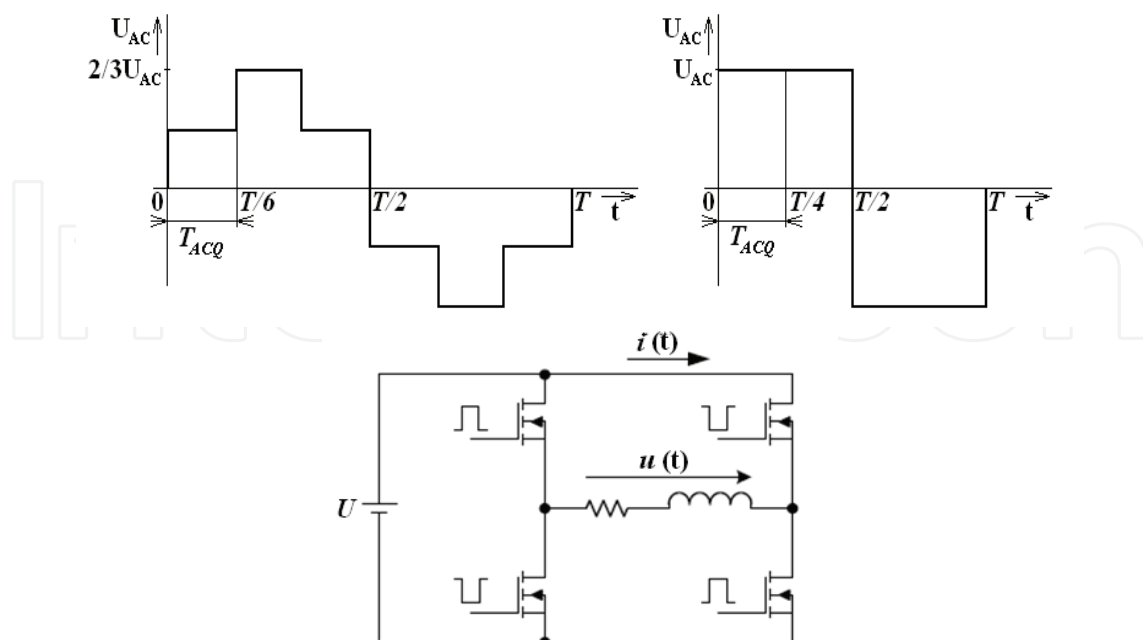 U_AC
2/3U_AC
0
T/6
T/2
T
t
T_ACQ
U_AC
U_AC
0
T/4
T/2
T
t
T_ACQ
i (t)
u (t)
U